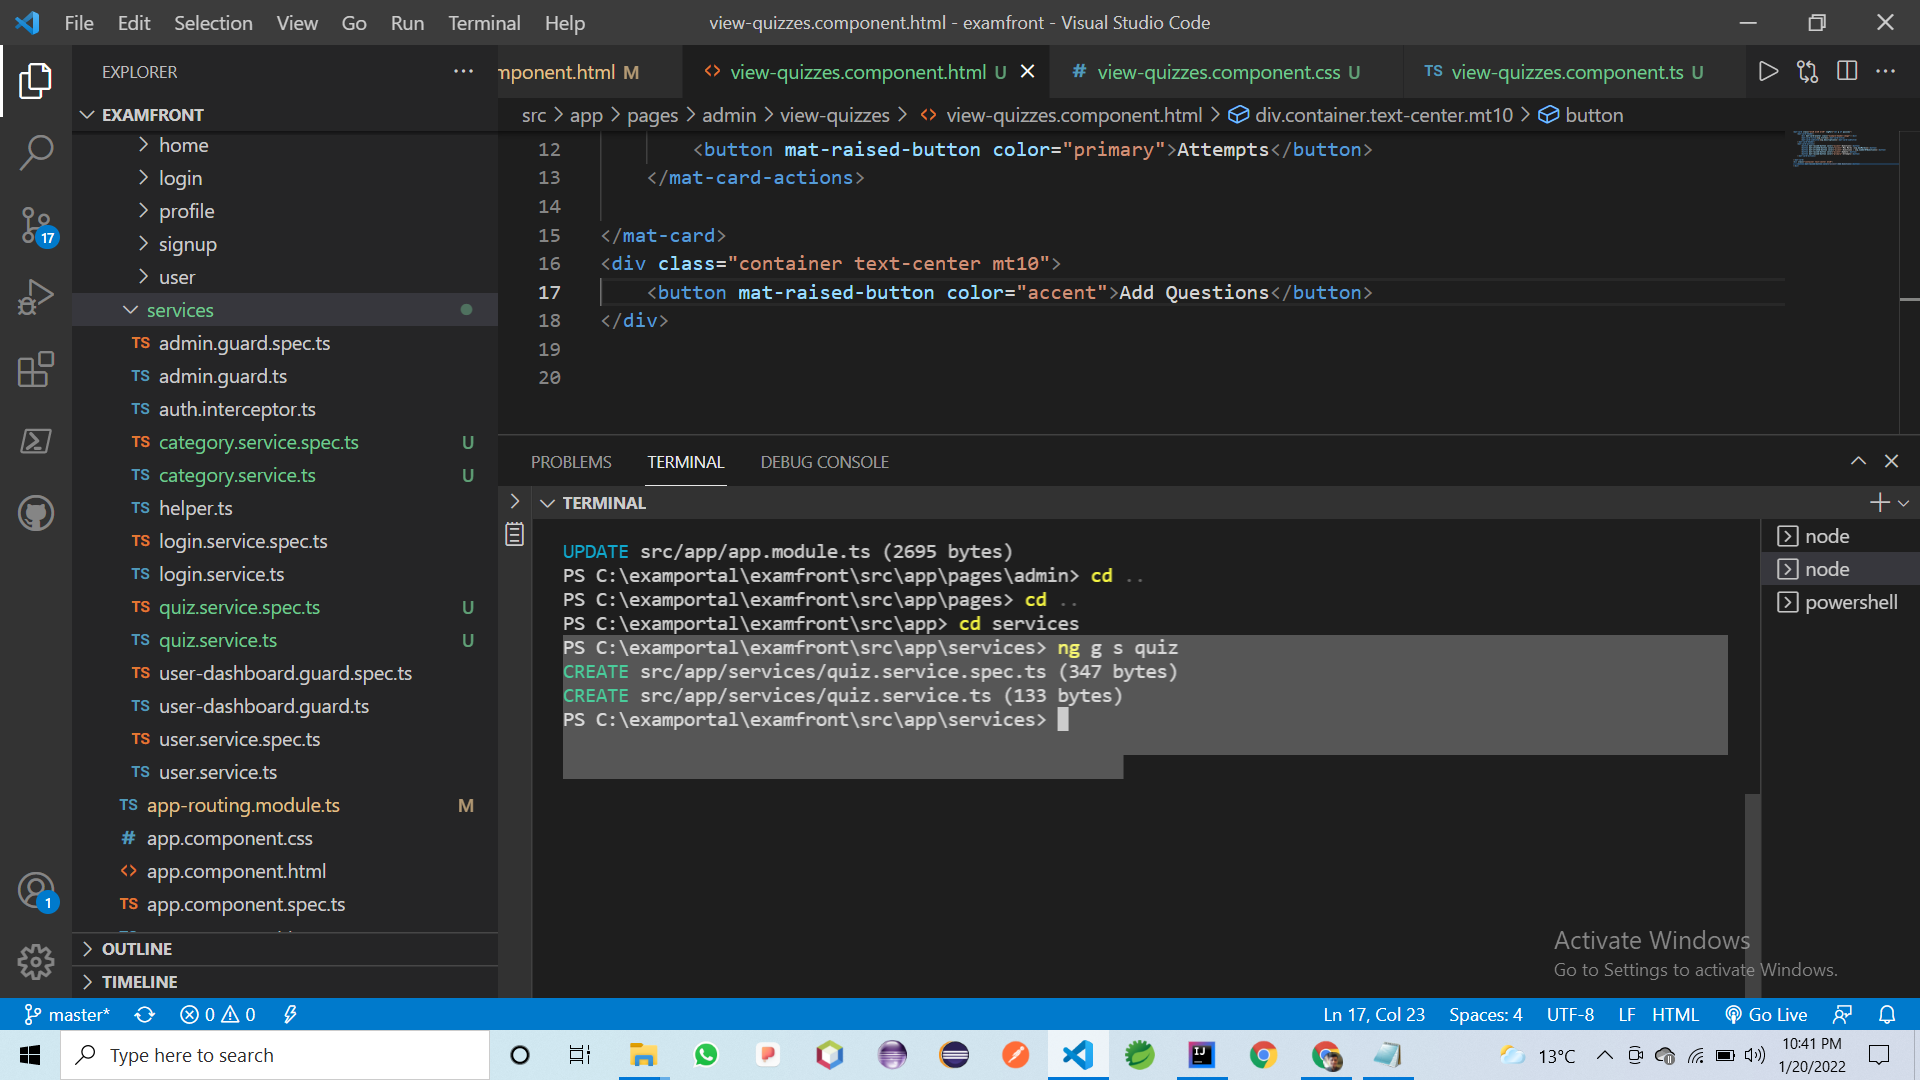 File Edit Selection View Go Run Terminal Help
view-quizzes.component.html - examfront - Visual Studio Code
EXPLORER
mponent.html M
view-quizzes.component.html U
view-quizzes.component.css U
TS view-quizzes.component.ts U
EXAMFRONT
src > app > pages > admin > view-quizzes > view-quizzes.component.html > div.container.text-center.mt10 > button
home
login
profile
signup
user
services
TS admin.guard.spec.ts
TS admin.guard.ts
TS auth.interceptor.ts
TS category.service.spec.ts U
TS category.service.ts U
TS helper.ts
TS login.service.spec.ts
TS login.service.ts
TS quiz.service.spec.ts U
TS quiz.service.ts U
TS user-dashboard.guard.spec.ts
TS user-dashboard.guard.ts
TS user.service.spec.ts
TS user.service.ts
TS app-routing.module.ts M
# app.component.css
<> app.component.html
TS app.component.spec.ts
OUTLINE
TIMELINE
17
1
12 <button mat-raised-button color="primary">Attempts</button>
13 </mat-card-actions>
14
15 </mat-card>
16 <div class="container text-center mt10">
17 <button mat-raised-button color="accent">Add Questions</button>
18 </div>
19
20
PROBLEMS TERMINAL DEBUG CONSOLE
TERMINAL
UPDATE src/app/app.module.ts (2695 bytes)
PS C:\examportal\examfront\src\app\pages\admin> cd ..
PS C:\examportal\examfront\src\app\pages> cd ..
PS C:\examportal\examfront\src\app> cd services
PS C:\examportal\examfront\src\app\services> ng g s quiz
CREATE src/app/services/quiz.service.spec.ts (347 bytes)
CREATE src/app/services/quiz.service.ts (133 bytes)
PS C:\examportal\examfront\src\app\services>
node
node
powershell
Activate Windows
Go to Settings to activate Windows.
master* 0 0
Ln 17, Col 23 Spaces: 4 UTF-8 LF HTML Go Live
Type here to search
13°C
10:41 PM
1/20/2022